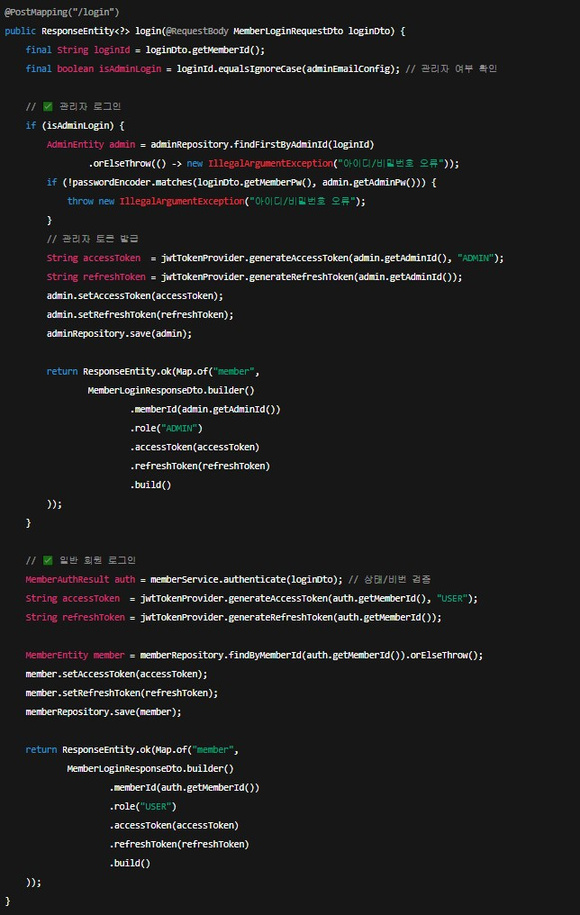 @PostMapping("/login")
public ResponseEntity<?> login(@RequestBody MemberLoginRequestDto loginDto) {
    final String loginId = loginDto.getMemberId();
    final boolean isAdminLogin = loginId.equalsIgnoreCase(adminEmailConfig); // 관리자 여부 확인

    // ✅ 관리자 로그인
    if (isAdminLogin) {
        AdminEntity admin = adminRepository.findFirstByAdminId(loginId)
                .orElseThrow(() -> new IllegalArgumentException("아이디/비밀번호 오류"));
        if (!passwordEncoder.matches(loginDto.getMemberPw(), admin.getAdminPw())) {
            throw new IllegalArgumentException("아이디/비밀번호 오류");
        }
        // 관리자 토큰 발급
        String accessToken  = jwtTokenProvider.generateAccessToken(admin.getAdminId(), "ADMIN");
        String refreshToken = jwtTokenProvider.generateRefreshToken(admin.getAdminId());
        admin.setAccessToken(accessToken);
        admin.setRefreshToken(refreshToken);
        adminRepository.save(admin);

        return ResponseEntity.ok(Map.of("member",
                MemberLoginResponseDto.builder()
                        .memberId(admin.getAdminId())
                        .role("ADMIN")
                        .accessToken(accessToken)
                        .refreshToken(refreshToken)
                        .build()
        ));
    }

    // ✅ 일반 회원 로그인
    MemberAuthResult auth = memberService.authenticate(loginDto); // 상태/비번 검증
    String accessToken  = jwtTokenProvider.generateAccessToken(auth.getMemberId(), "USER");
    String refreshToken = jwtTokenProvider.generateRefreshToken(auth.getMemberId());

    MemberEntity member = memberRepository.findByMemberId(auth.getMemberId()).orElseThrow();
    member.setAccessToken(accessToken);
    member.setRefreshToken(refreshToken);
    memberRepository.save(member);

    return ResponseEntity.ok(Map.of("member",
            MemberLoginResponseDto.builder()
                    .memberId(auth.getMemberId())
                    .role("USER")
                    .accessToken(accessToken)
                    .refreshToken(refreshToken)
                    .build()
    ));
}